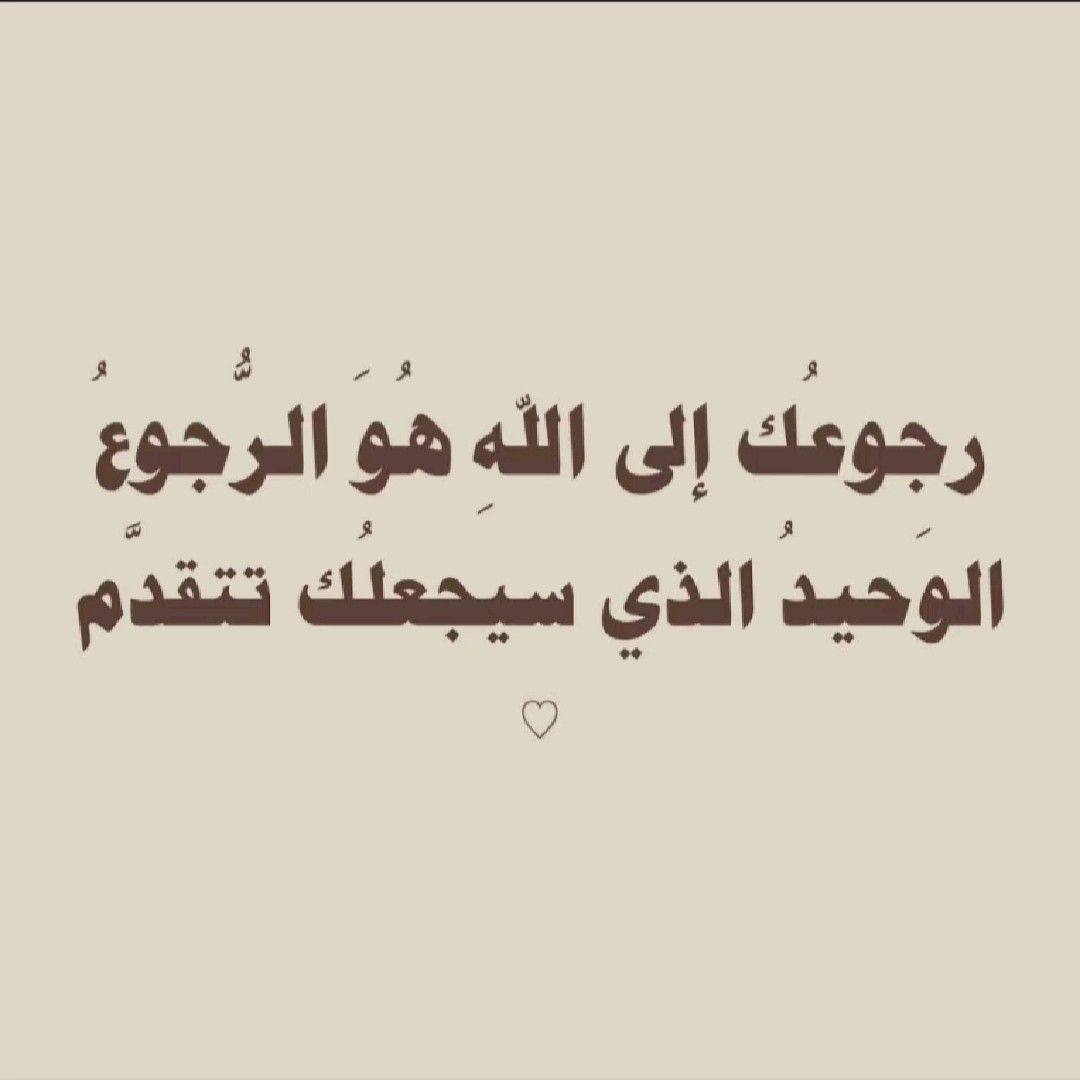 رجوعُك إلى اللّهِ هُوَ الرُّجوعُ
الوَحيدُ الذي سيجعلُك تتقدَّم
♡